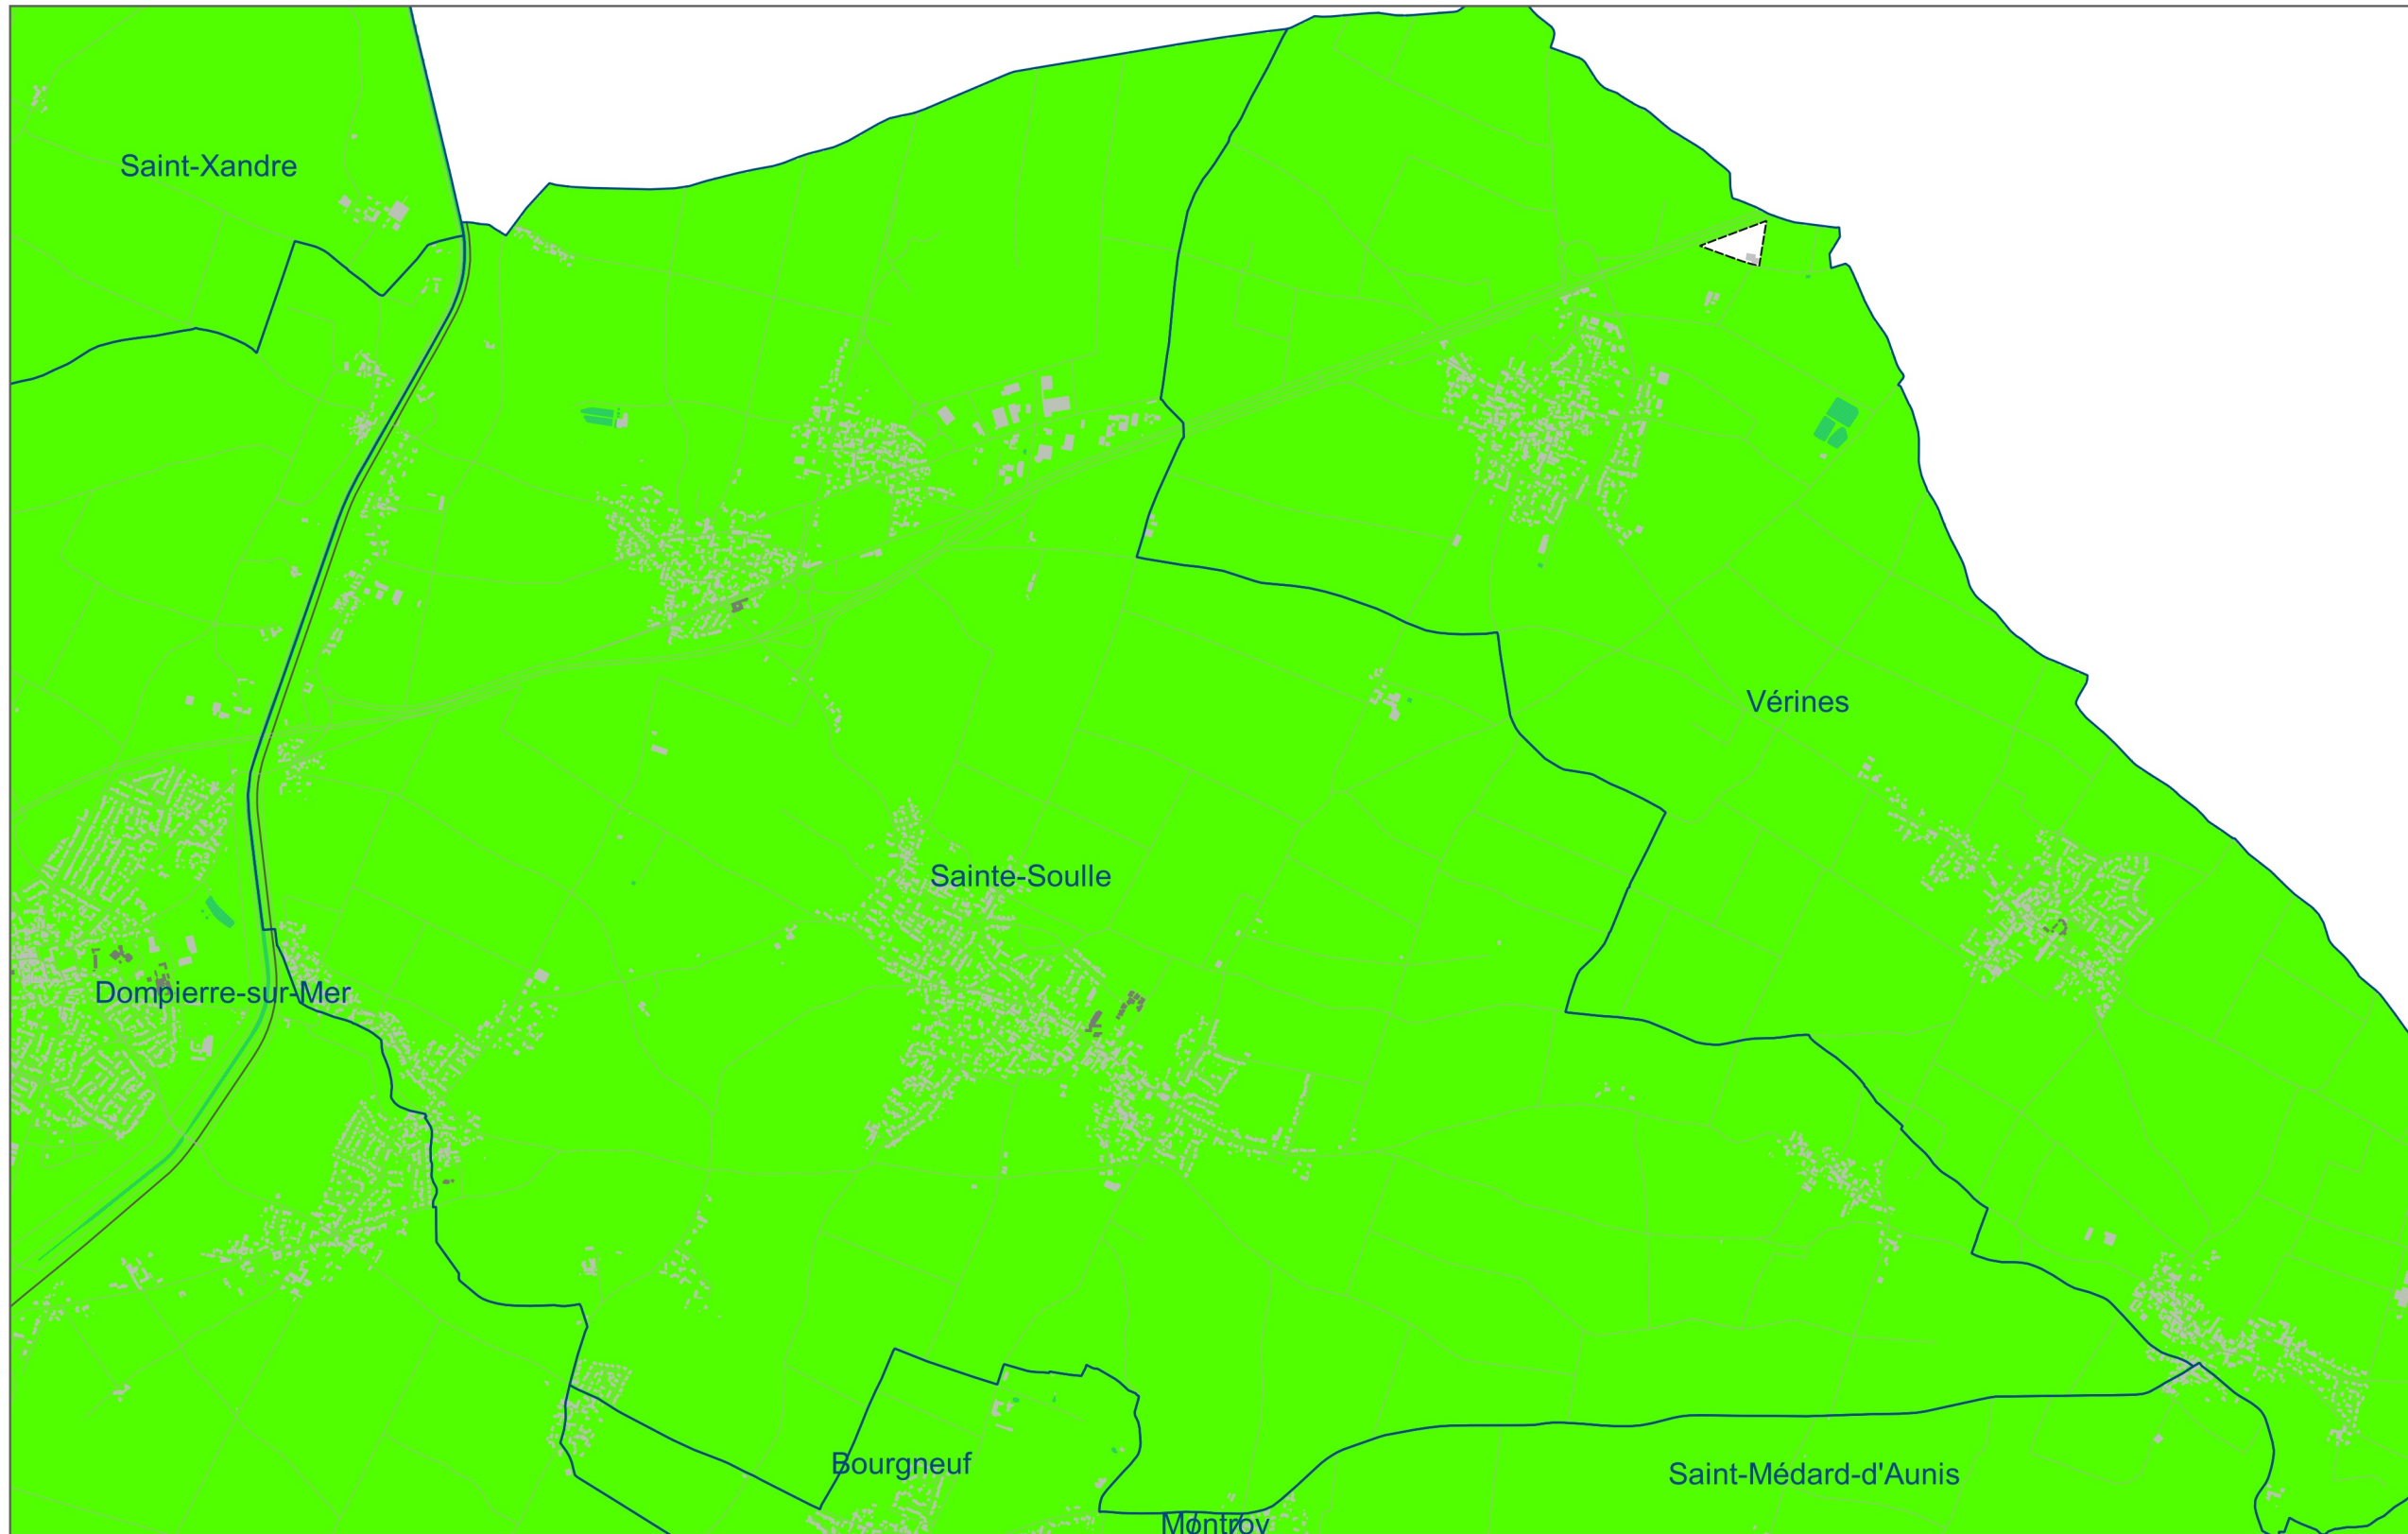 Saint-Xandre
Vérines
Sainte-Soulle
Dompierre-sur-Mer
Bourgneuf
Saint-Médard-d'Aunis
Montroy